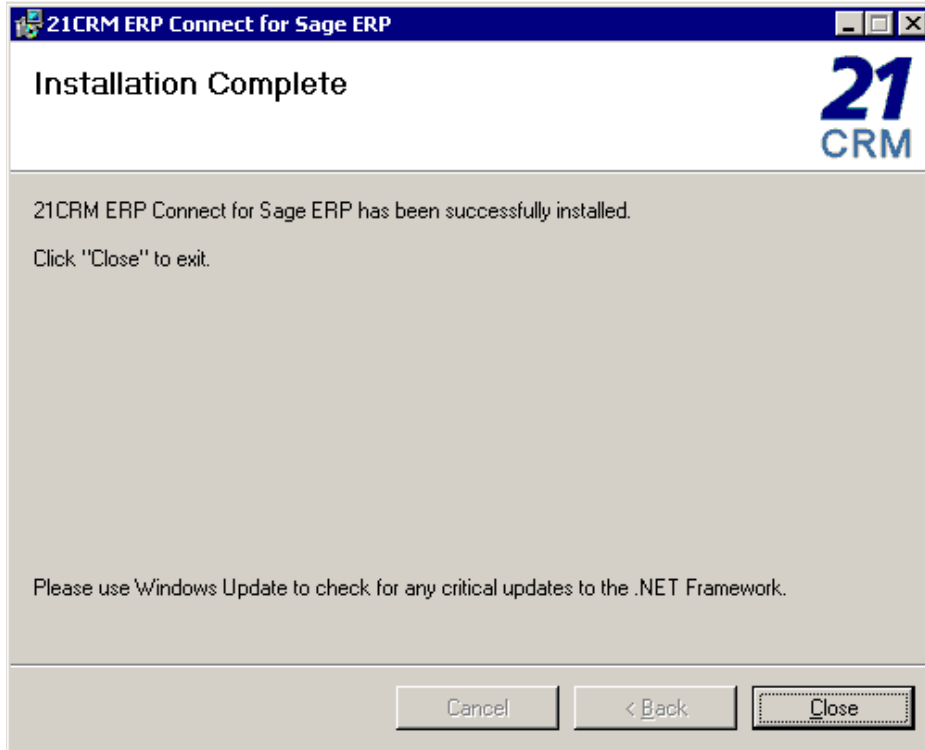 21CRM ERP Connect for Sage ERP
Installation Complete
21
CRM
21CRM ERP Connect for Sage ERP has been successfully installed.
Click "Close" to exit.
Please use Windows Update to check for any critical updates to the .NET Framework.
Cancel
< Back
Close